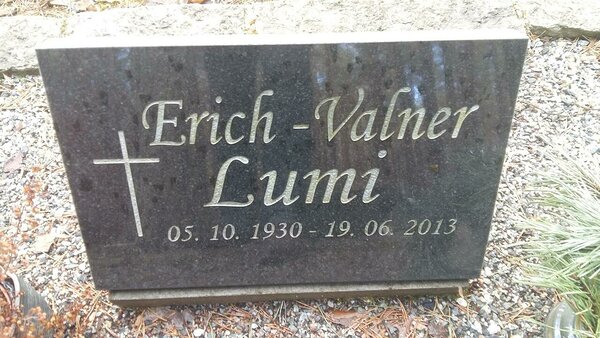 Erich - Valner
Lumi
05. 10. 1930 - 19. 06. 2013